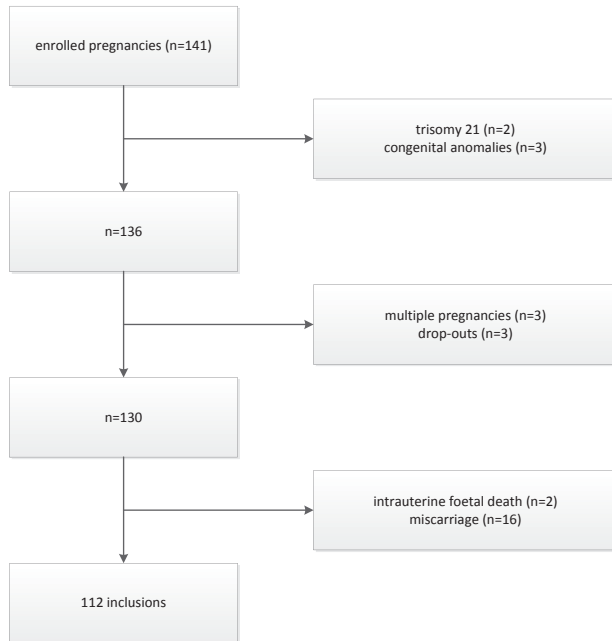 enrolled pregnancies (n=141)
trisomy 21 (n=2)
congenital anomalies (n=3)
n=136
multiple pregnancies (n=3)
drop-outs (n=3)
n=130
intrauterine foetal death (n=2)
miscarriage (n=16)
112 inclusions